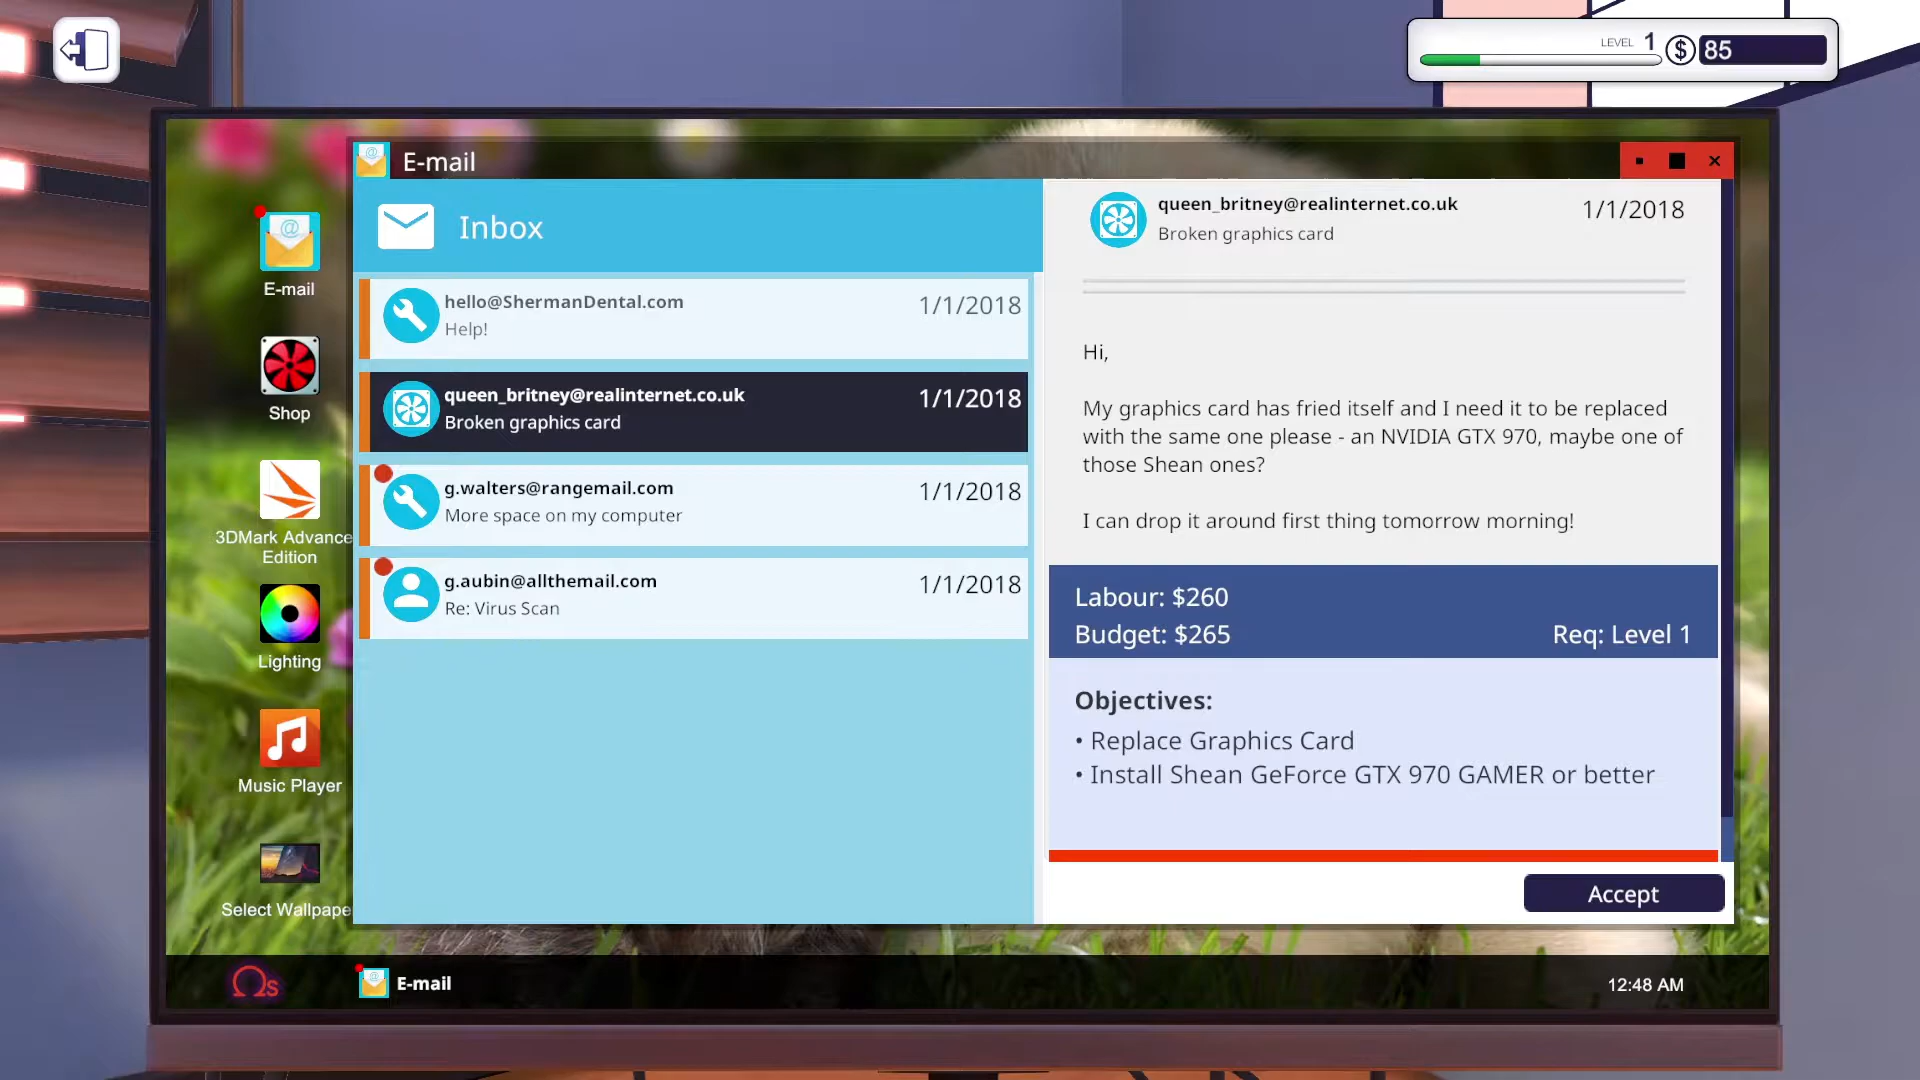 LEVEL 1 $ 85
E-mail
E-mail
Shop
3DMark Advance
Edition
Lighting
Music Player
Select Wallpape
Inbox
hello@ShermanDental.com 1/1/2018
Help!
queen_britney@realinternet.co.uk 1/1/2018
Broken graphics card
g.walters@rangemail.com 1/1/2018
More space on my computer
g.aubin@allthemail.com 1/1/2018
Re: Virus Scan
queen_britney@realinternet.co.uk 1/1/2018
Broken graphics card
Hi,
My graphics card has fried itself and I need it to be replaced
with the same one please - an NVIDIA GTX 970, maybe one of
those Shean ones?
I can drop it around first thing tomorrow morning!
Labour: $260
Budget: $265 Req: Level 1
Objectives:
• Replace Graphics Card
• Install Shean GeForce GTX 970 GAMER or better
Accept
Ωs E-mail 12:48 AM